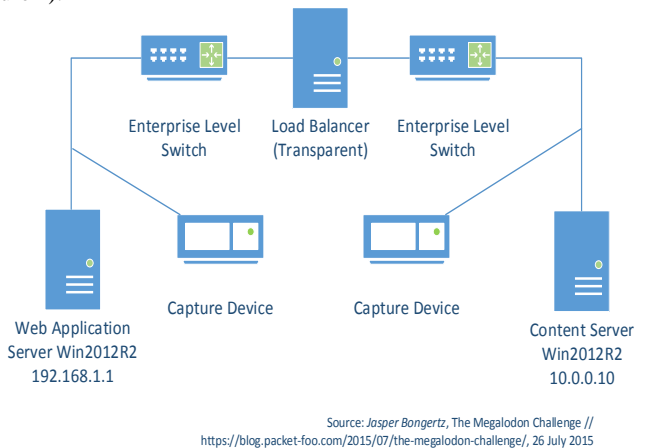 Enterprise Level
Switch
Load Balancer
(Transparent)
Enterprise Level
Switch
Capture Device
Capture Device
Web Application
Server Win2012R2
192.168.1.1
Content Server
Win2012R2
10.0.0.10
Source: Jasper Bongertz, The Megalodon Challenge //
https://blog.packet-foo.com/2015/07/the-megalodon-challenge/, 26 July 2015